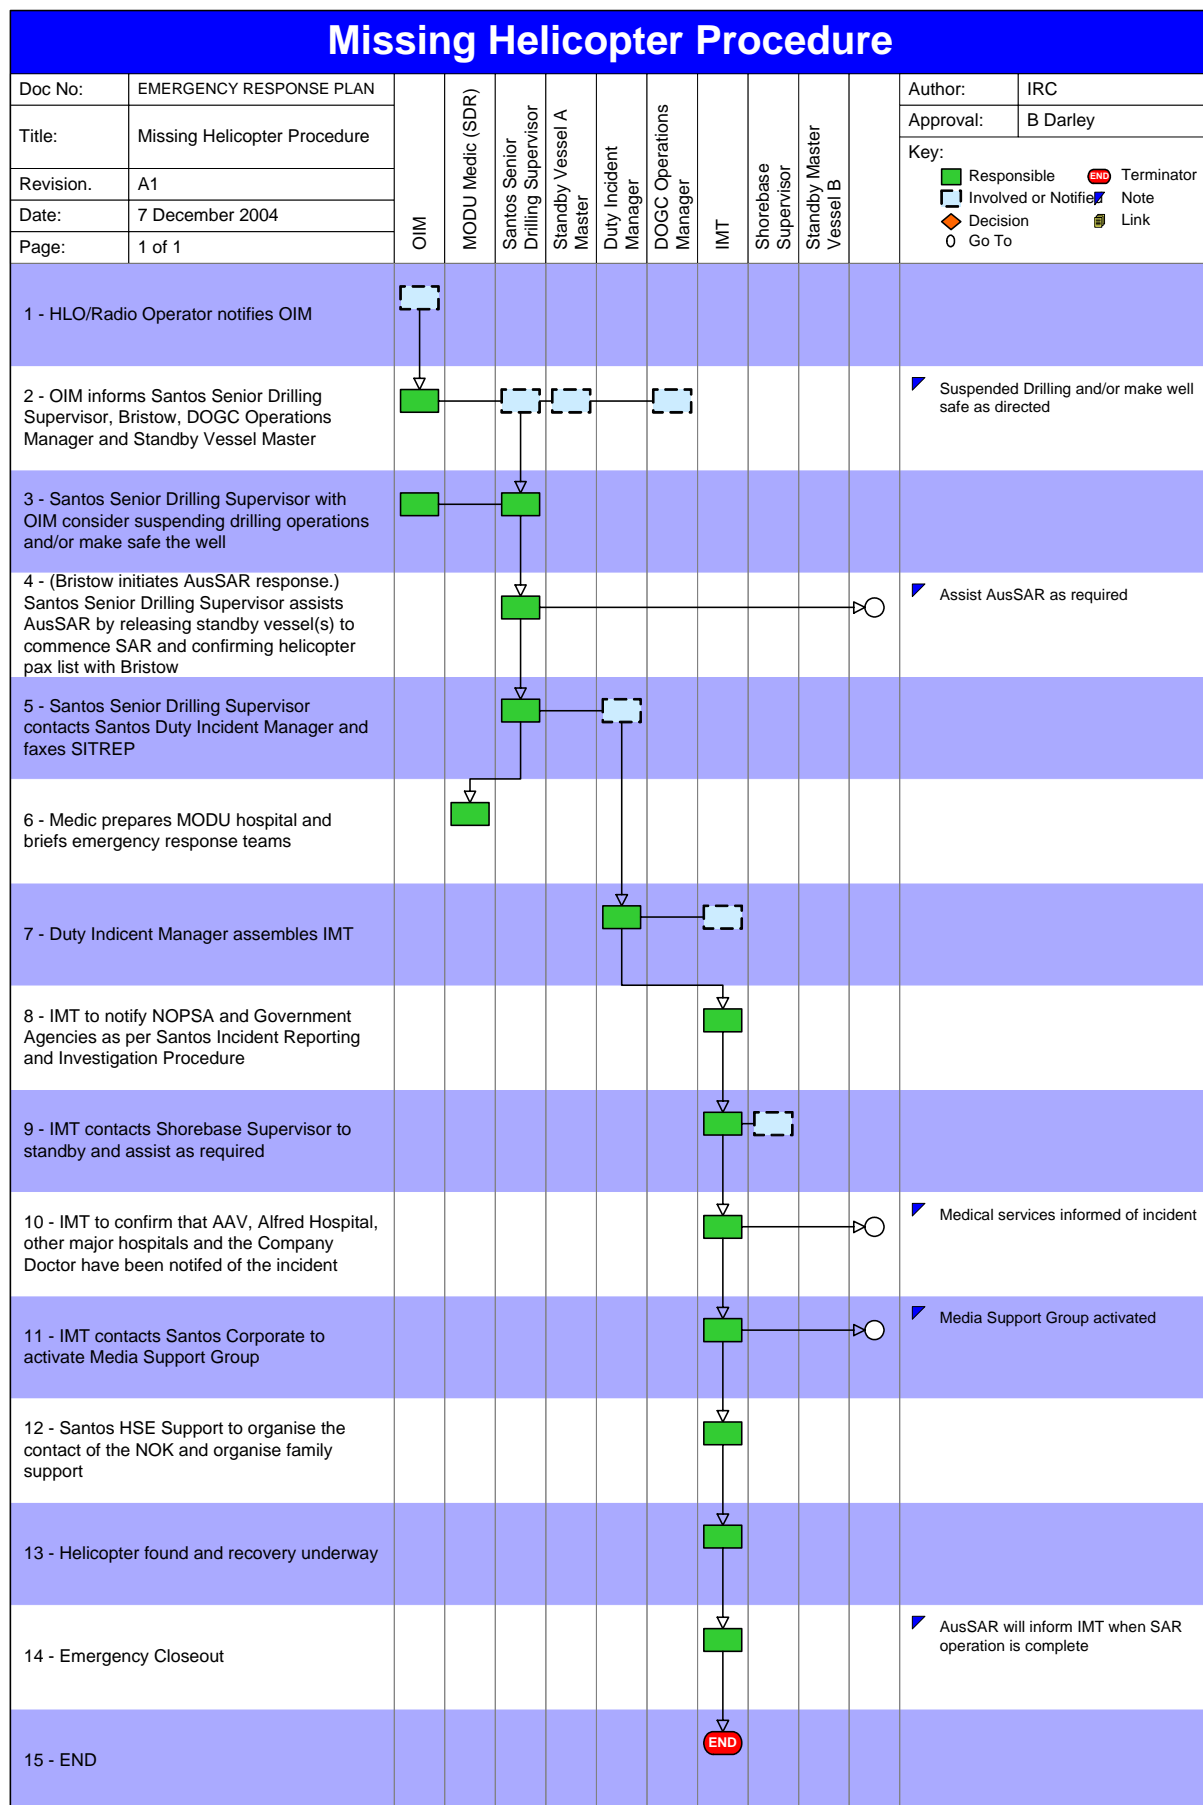 Missing Helicopter Procedure
Doc No:
EMERGENCY RESPONSE PLAN
Title:
Missing Helicopter Procedure
Revision.
A1
Date:
7 December 2004
Page:
1 of 1
OIM
MODU Medic (SDR)
Santos Senior
Drilling Supervisor
Standby Vessel A
Master
Duty Incident
Manager
DOGC Operations
Manager
IMT
Shorebase
Supervisor
Standby Master
Vessel B
Author:
IRC
Approval:
B Darley
Key:
Responsible
END
Terminator
Involved or Notified
Note
Decision
Link
Go To
1 - HLO/Radio Operator notifies OIM
2 - OIM informs Santos Senior Drilling
Supervisor, Bristow, DOGC Operations
Manager and Standby Vessel Master
Suspended Drilling and/or make well
safe as directed
3 - Santos Senior Drilling Supervisor with
OIM consider suspending drilling operations
and/or make safe the well
4 - (Bristow initiates AusSAR response.)
Santos Senior Drilling Supervisor assists
AusSAR by releasing standby vessel(s) to
commence SAR and confirming helicopter
pax list with Bristow
Assist AusSAR as required
5 - Santos Senior Drilling Supervisor
contacts Santos Duty Incident Manager and
faxes SITREP
6 - Medic prepares MODU hospital and
briefs emergency response teams
7 - Duty Indicent Manager assembles IMT
8 - IMT to notify NOPSA and Government
Agencies as per Santos Incident Reporting
and Investigation Procedure
9 - IMT contacts Shorebase Supervisor to
standby and assist as required
10 - IMT to confirm that AAV, Alfred Hospital,
other major hospitals and the Company
Doctor have been notifed of the incident
Medical services informed of incident
11 - IMT contacts Santos Corporate to
activate Media Support Group
Media Support Group activated
12 - Santos HSE Support to organise the
contact of the NOK and organise family
support
13 - Helicopter found and recovery underway
14 - Emergency Closeout
AusSAR will inform IMT when SAR
operation is complete
15 - END
END